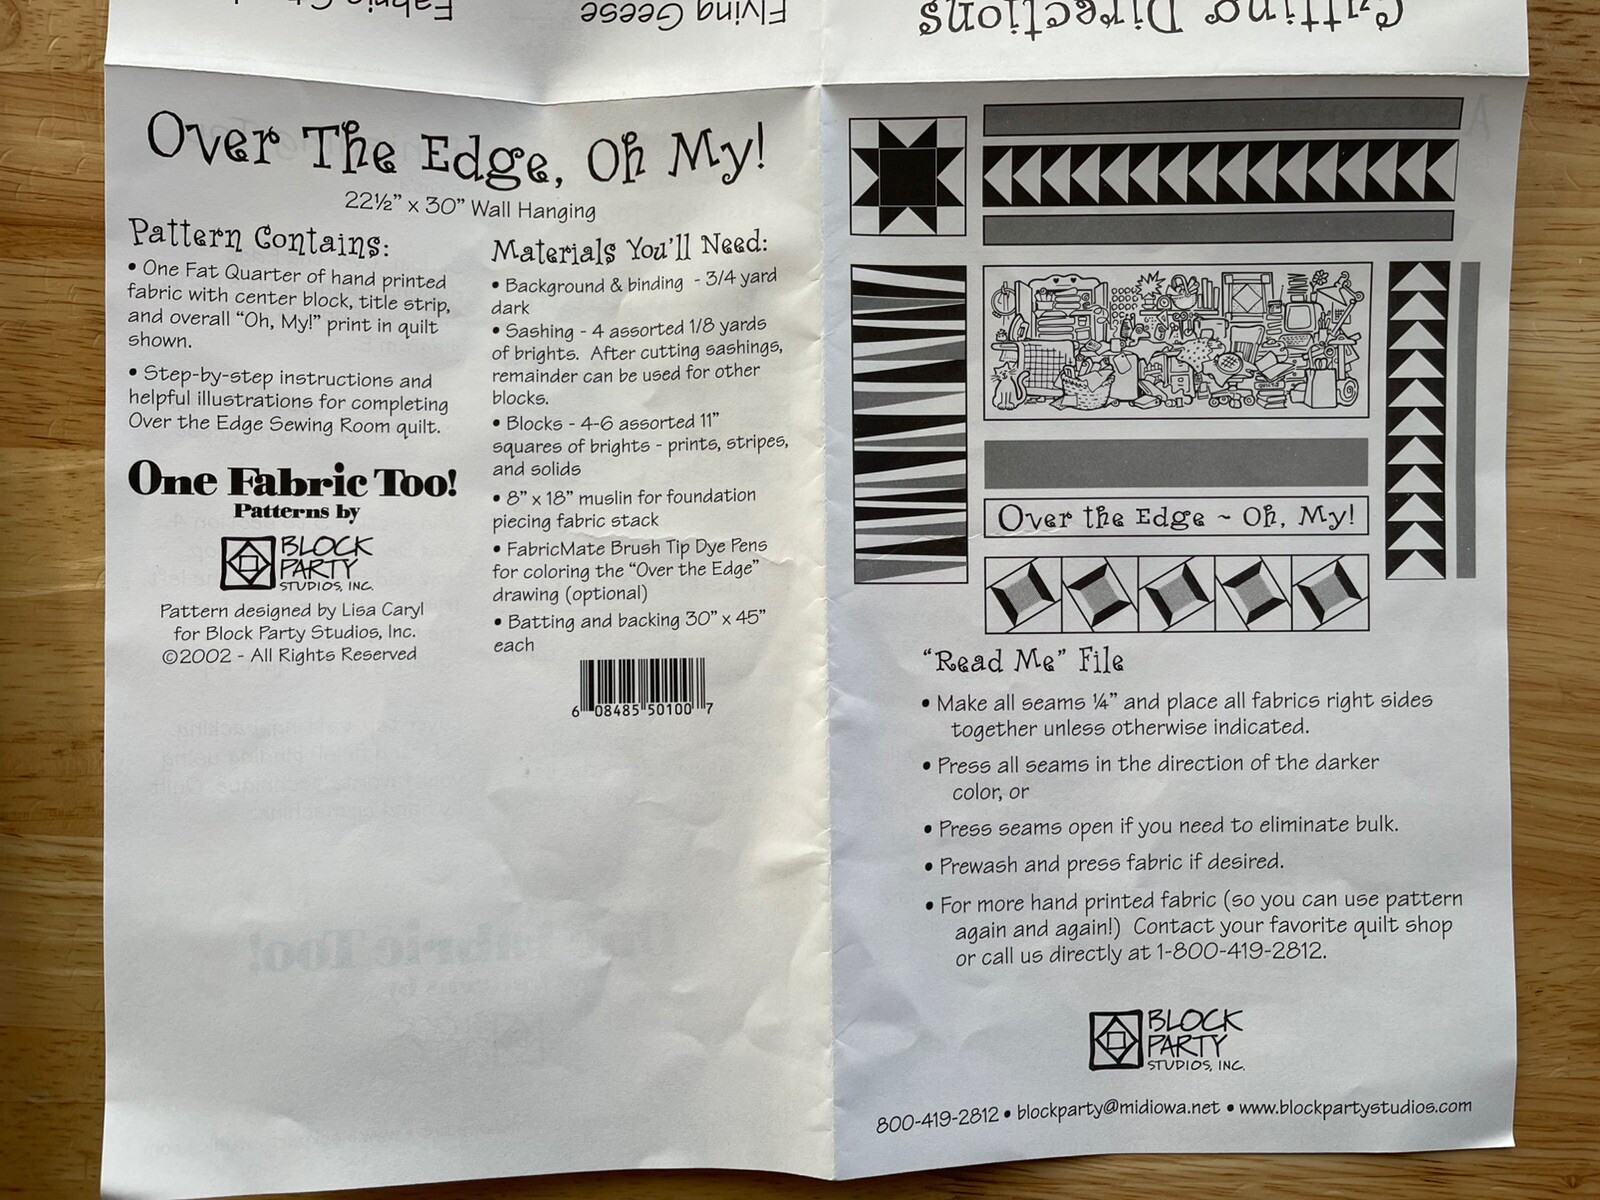 Fabric
Flying Geese
Cutting Directions
Over The Edge, Oh My!
22½" x 30" Wall Hanging
Pattern Contains:
• One Fat Quarter of hand printed
fabric with center block, title strip,
and overall "Oh, My!" print in quilt
shown.
• Step-by-step instructions and
helpful illustrations for completing
Over the Edge Sewing Room quilt.
One Fabric Too!
Patterns by
BLOCK
PARTY
STUDIOS, INC.
Pattern designed by Lisa Caryl
for Block Party Studios, Inc.
©2002 - All Rights Reserved
Materials You'll Need:
• Background & binding - 3/4 yard
dark
• Sashing - 4 assorted 1/8 yards
of brights. After cutting sashings,
remainder can be used for other
blocks.
• Blocks - 4-6 assorted 11"
squares of brights - prints, stripes,
and solids
• 8" x 18" muslin for foundation
piecing fabric stack
• FabricMate Brush Tip Dye Pens
for coloring the "Over the Edge"
drawing (optional)
• Batting and backing 30" x 45"
each
6 08485 50100 7
Over the Edge ~ Oh, My!
"Read Me" File
• Make all seams ¼" and place all fabrics right sides
together unless otherwise indicated.
• Press all seams in the direction of the darker
color, or
• Press seams open if you need to eliminate bulk.
• Prewash and press fabric if desired.
• For more hand printed fabric (so you can use pattern
again and again!) Contact your favorite quilt shop
or call us directly at 1-800-419-2812.
BLOCK
PARTY
STUDIOS, INC.
800-419-2812 • blockparty@midiowa.net • www.blockpartystudios.com